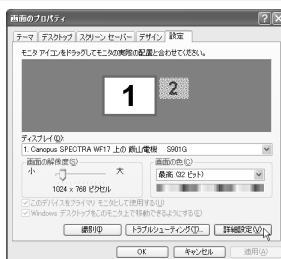 画面のプロパティ
テーマ デスクトップ スクリーン セーバー デザイン 設定
モニタ アイコンをドラッグしてモニタの実際の配置と合わせてください。
1 2
ディスプレイ(D):
1. Canopus SPECTRA WF17 上の 飯山電機 S901G
画面の解像度(S)
小 大
1024 x 768 ピクセル
画面の色(C)
最高 (32 ビット)
このデバイスをプライマリ モニタとして使用する(U)
Windows デスクトップをこのモニタ上で移動できるようにする(E)
識別(I) トラブルシューティング(T)... 詳細設定(V)
OK キャンセル 適用(A)